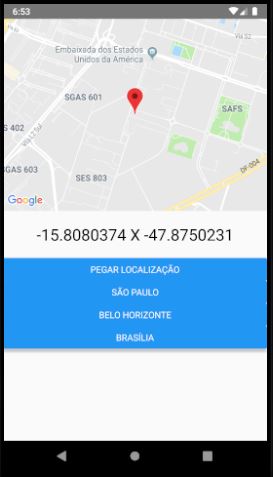 6:53
Embaixada dos Estados
Unidos da América
Via S2
SGAS 601
SAFS
S 402
L2 Sul
SGAS 603
SES 803
DF-004
Google
-15.8080374 X -47.8750231
PEGAR LOCALIZAÇÃO
SÃO PAULO
BELO HORIZONTE
BRASÍLIA